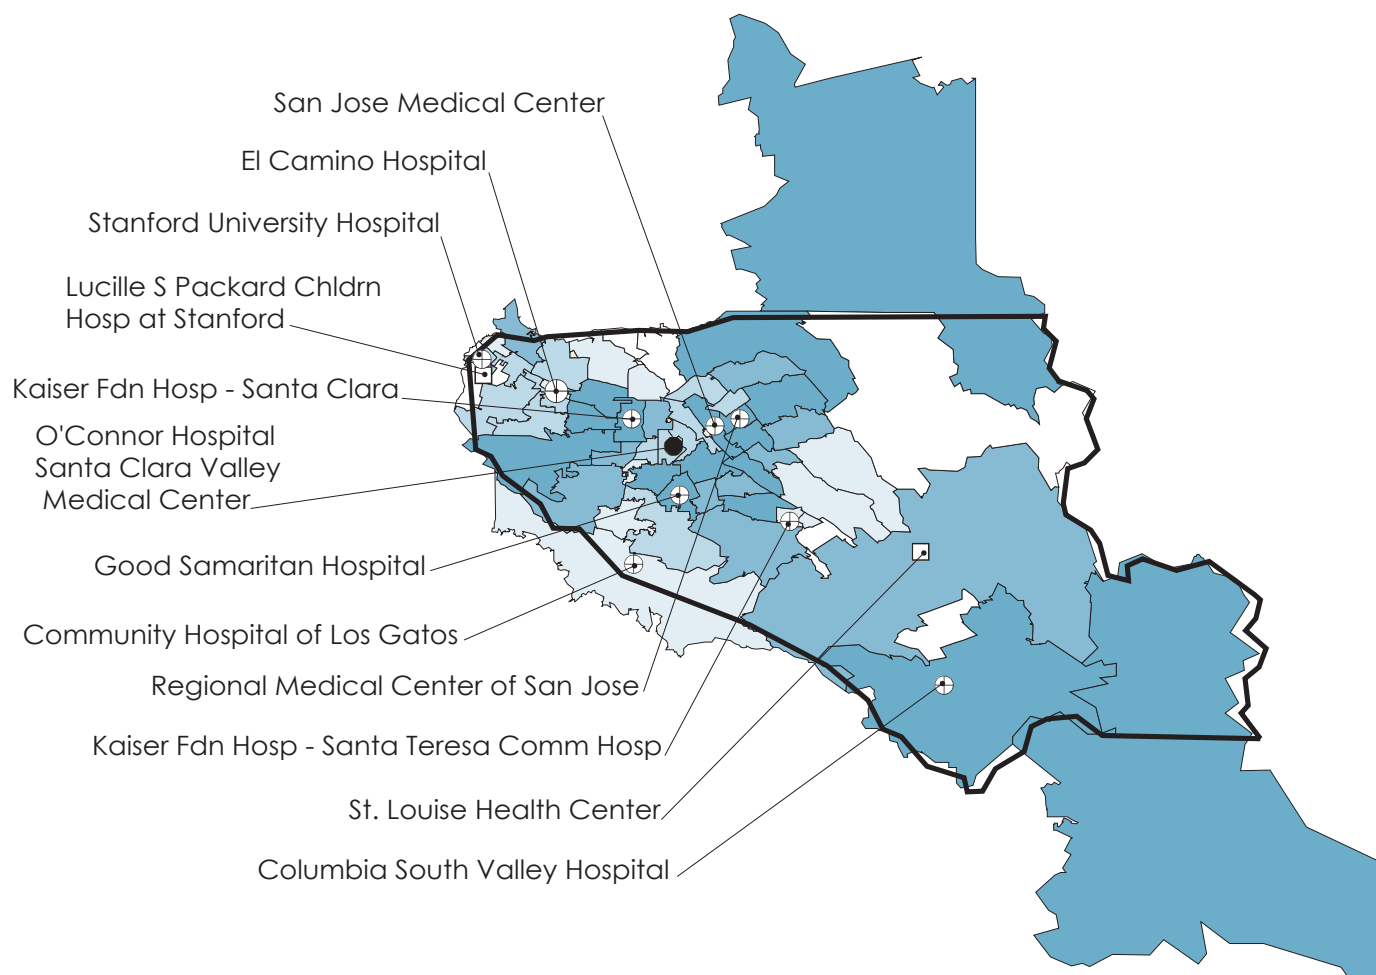 San Jose Medical Center
El Camino Hospital
Stanford University Hospital
Lucille S Packard Chldrn
Hosp at Stanford
Kaiser Fdn Hosp - Santa Clara
O'Connor Hospital
Santa Clara Valley
Medical Center
Good Samaritan Hospital
Community Hospital of Los Gatos
Regional Medical Center of San Jose
Kaiser Fdn Hosp - Santa Teresa Comm Hosp
St. Louise Health Center
Columbia South Valley Hospital